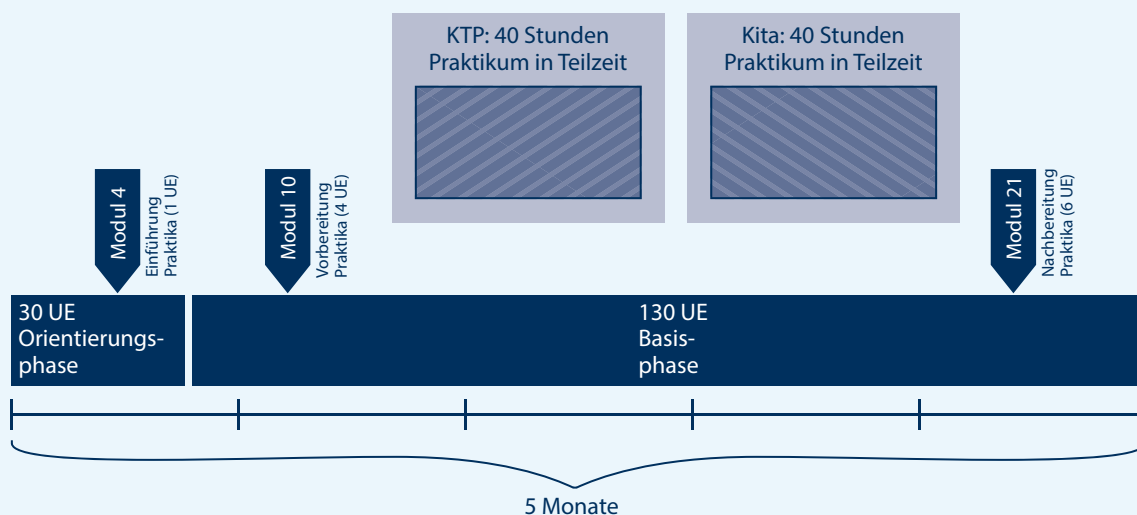 KTP: 40 Stunden
Praktikum in Teilzeit
Kita: 40 Stunden
Praktikum in Teilzeit
Modul 4
Einführung
Praktika (1 UE)
Modul 10
Vorbereitung
Praktika (4 UE)
Modul 21
Nachbereitung
Praktika (6 UE)
30 UE
Orientierungs-
phase
130 UE
Basis-
phase
5 Monate